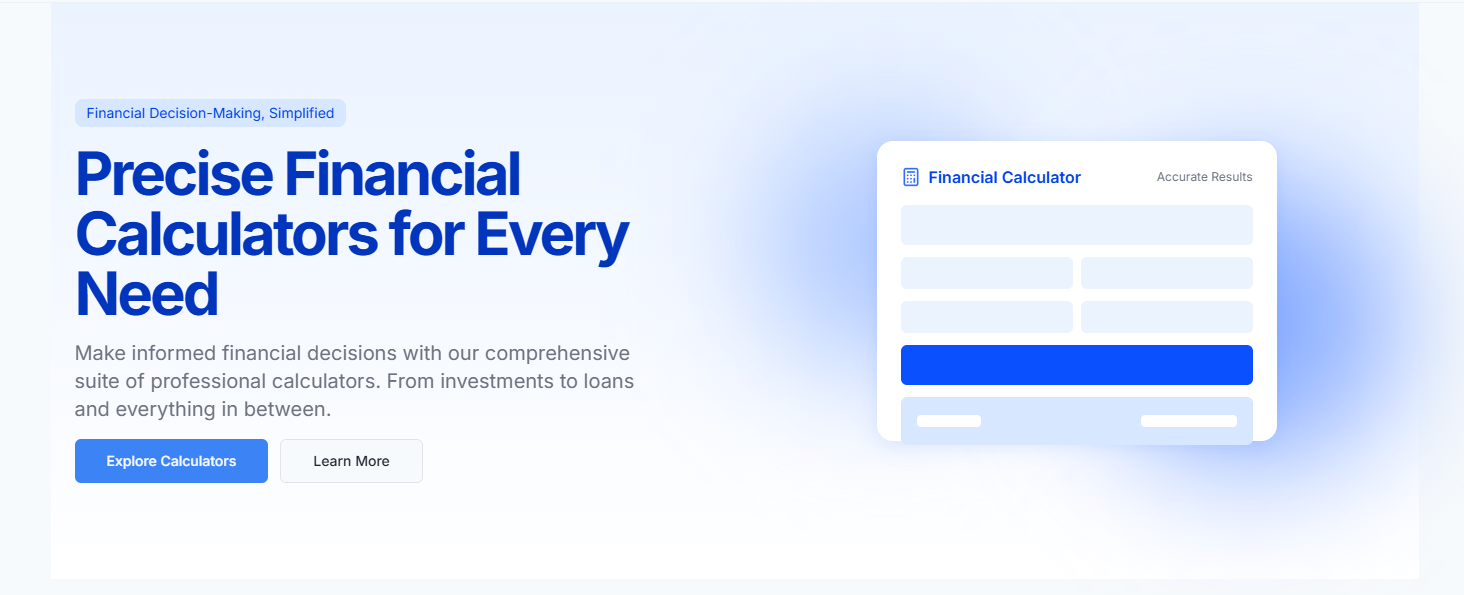 Financial Decision-Making, Simplified
Precise Financial
Calculators for Every
Need
Make informed financial decisions with our comprehensive
suite of professional calculators. From investments to loans
and everything in between.
Explore Calculators
Learn More
Financial Calculator
Accurate Results